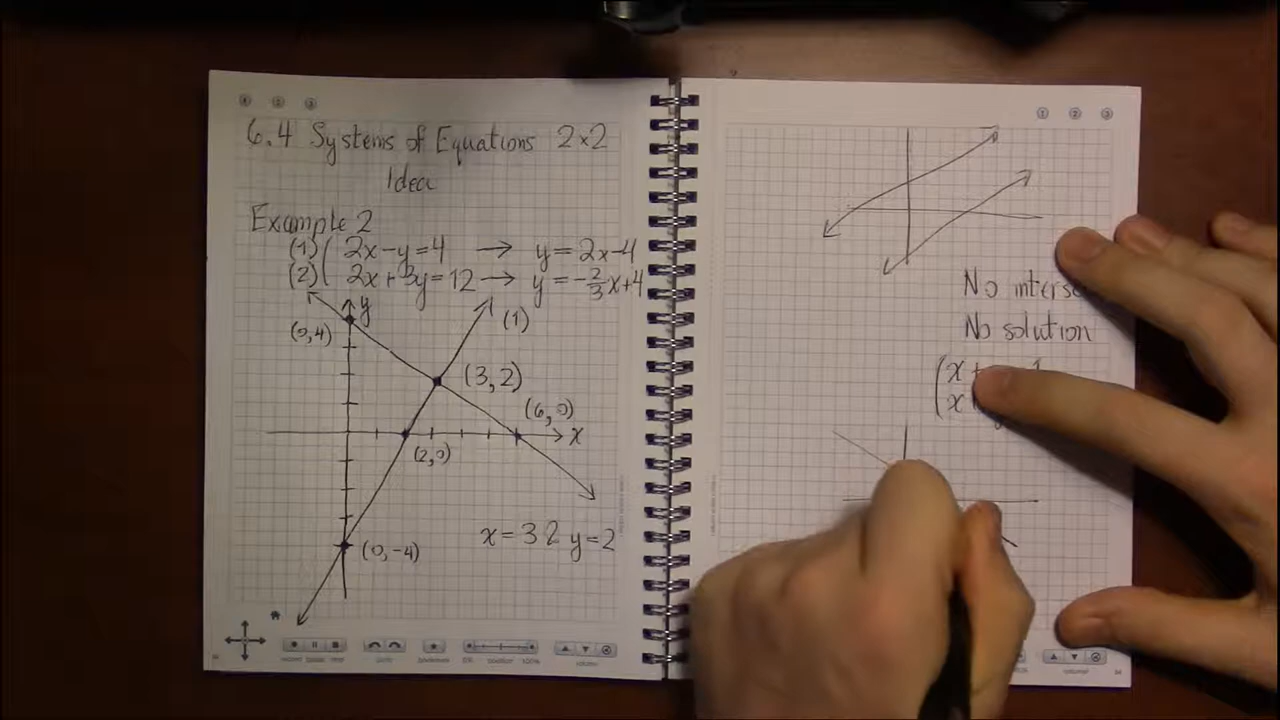 6.4 Systems of Equations 2×2
Idea
Example 2
(1) ( 2x-y=4 → y=2x-4
(2) ( 2x+3y=12 → y=-2/3x+4
y
(0,4)
(1)
(3,2)
(6,0)
x
(2,0)
(0,-4)
x=3 & y=2
No
No solution